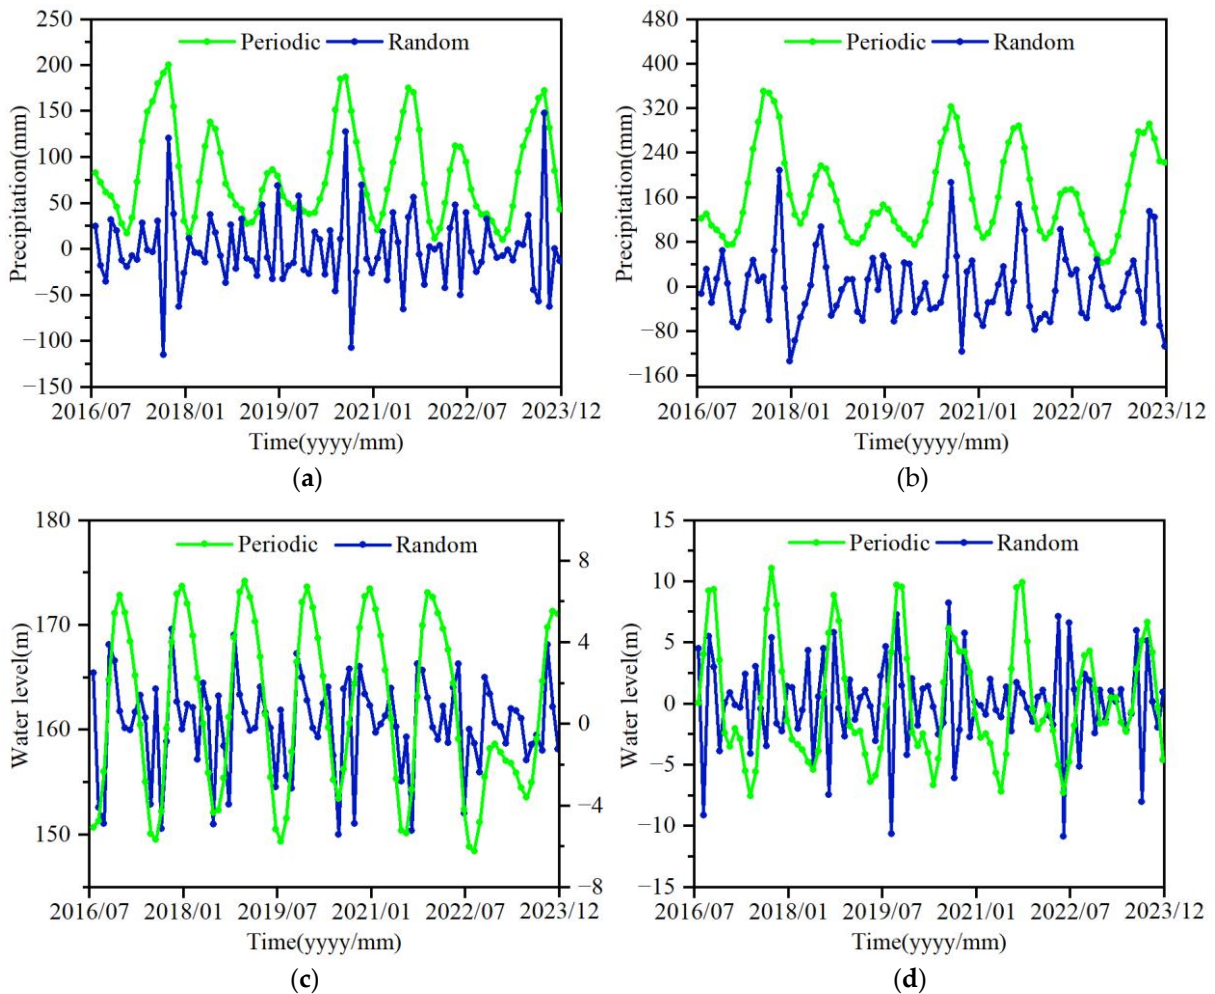 Precipitation(mm)
250
200
150
100
50
0
−50
−100
−150
Periodic
Random
2016/07
2018/01
2019/07
2021/01
2022/07
2023/12
Time(yyyy/mm)
(a)
Precipitation(mm)
480
400
320
240
160
80
0
−80
−160
Periodic
Random
2016/07
2018/01
2019/07
2021/01
2022/07
2023/12
Time(yyyy/mm)
(b)
Water level(m)
180
170
160
150
Periodic
Random
8
4
0
−4
−8
2016/07
2018/01
2019/07
2021/01
2022/07
2023/12
Time(yyyy/mm)
(c)
Water level(m)
15
10
5
0
−5
−10
−15
Periodic
Random
2016/07
2018/01
2019/07
2021/01
2022/07
2023/12
Time(yyyy/mm)
(d)